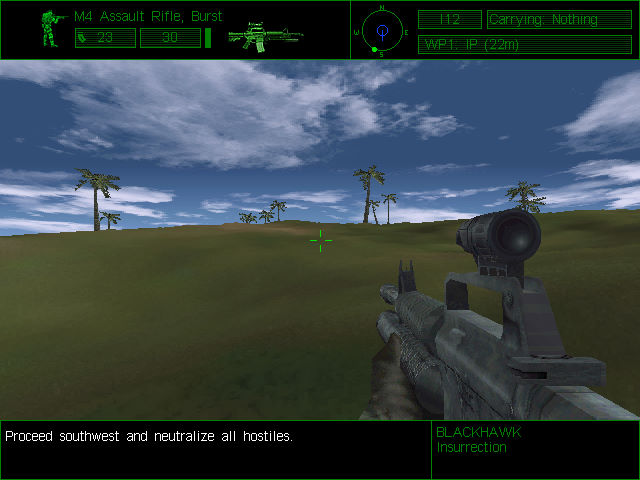 M4 Assault Rifle, Burst
23 30
N
W E
S
I12 Carrying: Nothing
WP1: IP (22m)
Proceed southwest and neutralize all hostiles.
BLACKHAWK
Insurrection